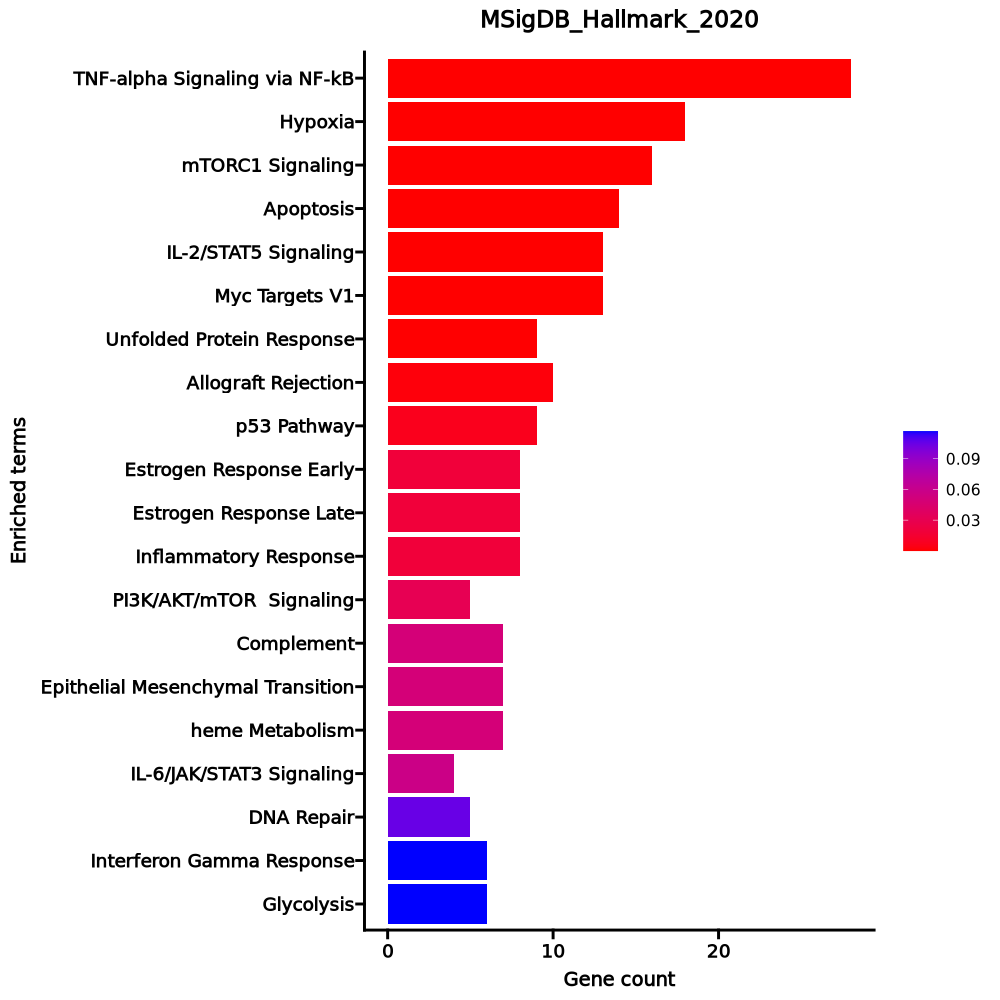 MSigDB_Hallmark_2020
TNF-alpha Signaling via NF-kB
Hypoxia
mTORC1 Signaling
Apoptosis
IL-2/STAT5 Signaling
Myc Targets V1
Unfolded Protein Response
Allograft Rejection
p53 Pathway
Estrogen Response Early
Estrogen Response Late
Inflammatory Response
PI3K/AKT/mTOR  Signaling
Complement
Epithelial Mesenchymal Transition
heme Metabolism
IL-6/JAK/STAT3 Signaling
DNA Repair
Interferon Gamma Response
Glycolysis
Enriched terms
0 10 20
Gene count
0.09
0.06
0.03